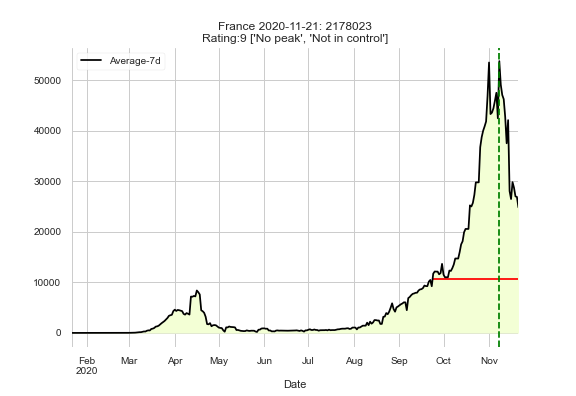 France 2020-11-21: 2178023
Rating:9 ['No peak', 'Not in control']
Average-7d
50000
40000
30000
20000
10000
0
Feb
2020
Mar
Apr
May
Jun
Jul
Aug
Sep
Oct
Nov
Date